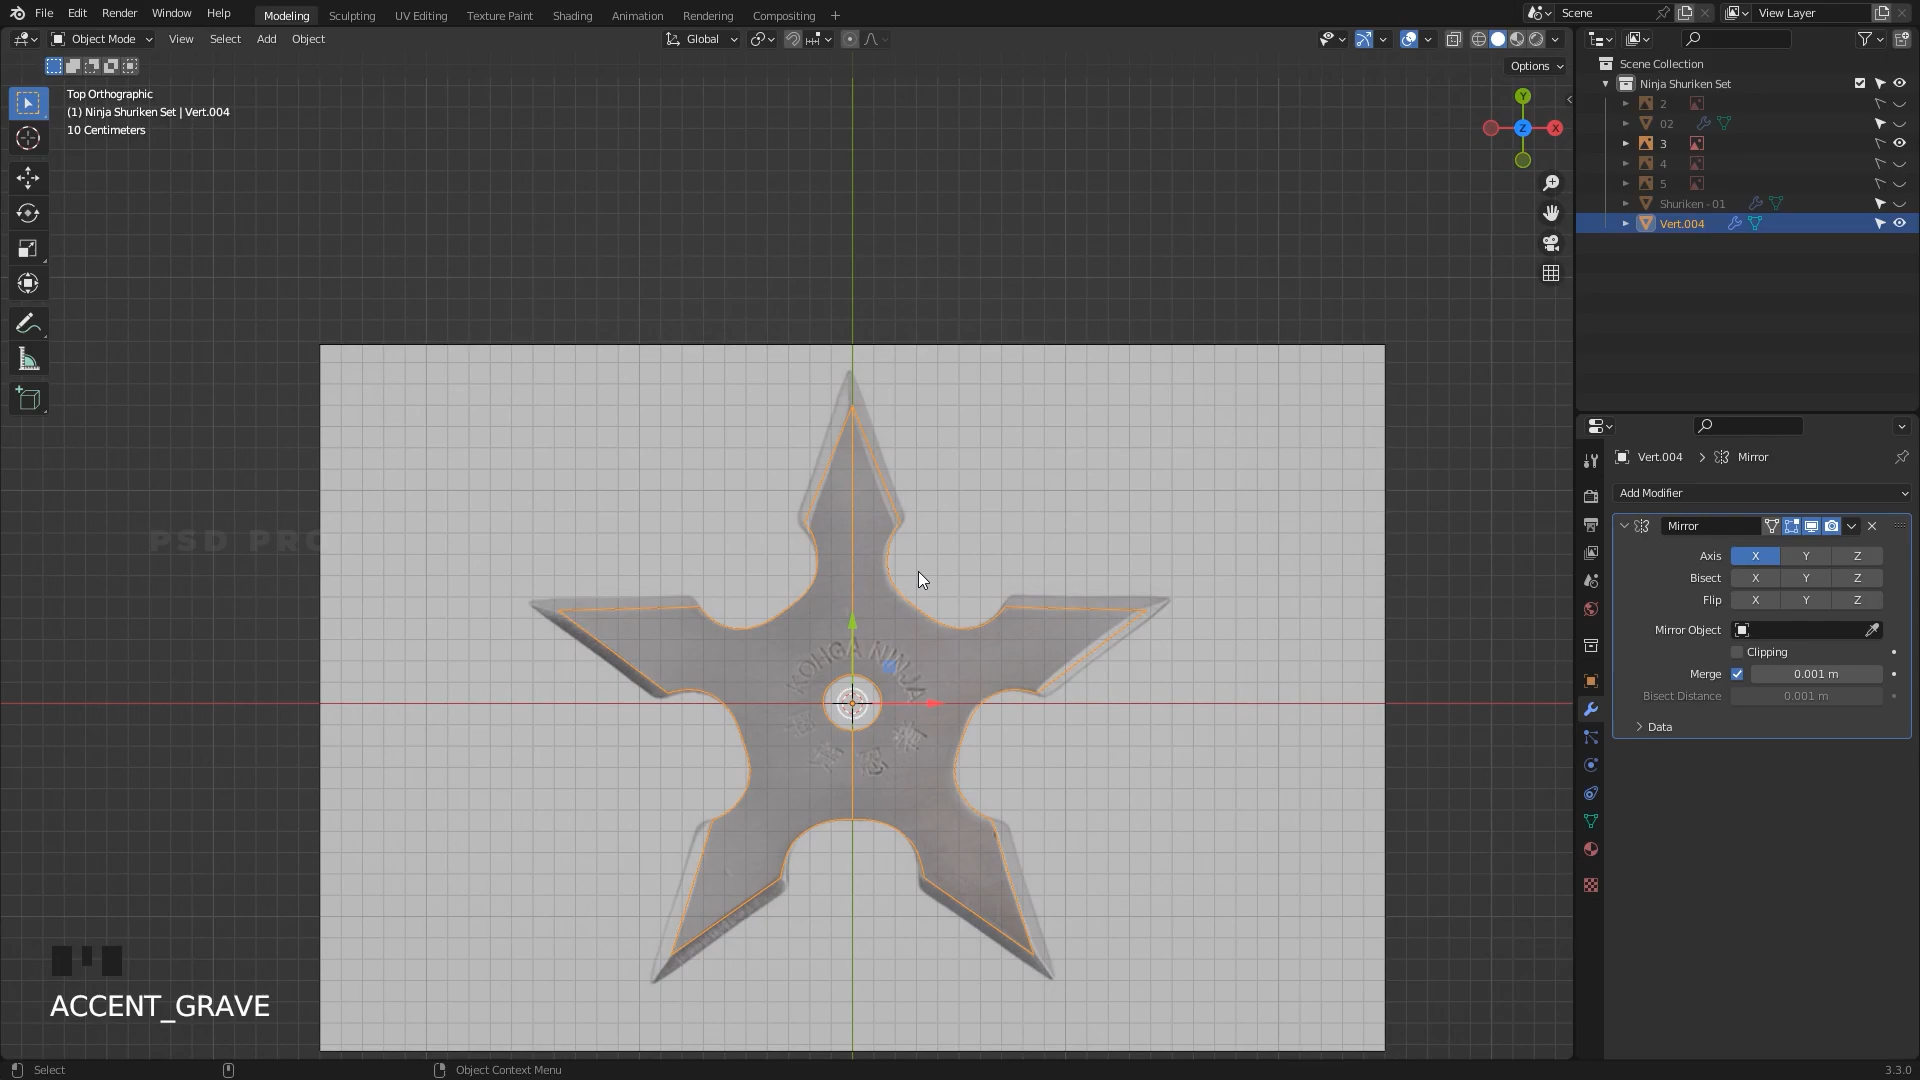 File Edit Render Window Help
Modeling Sculpting UV Editing Texture Paint Shading Animation Rendering Compositing +
Scene
View Layer
Object Mode View Select Add Object
Global
Options
Top Orthographic
(1) Ninja Shuriken Set | Vert.004
10 Centimeters
Y
Z
X
Scene Collection
Ninja Shuriken Set
2
02
3
4
5
Shuriken - 01
Vert.004
PSD PRO
KOHGA NINJA
Vert.004 > Mirror
Add Modifier
Mirror
Axis X Y Z
Bisect X Y Z
Flip X Y Z
Mirror Object
Clipping
Merge 0.001 m
Bisect Distance 0.001 m
Data
ACCENT_GRAVE
Select
Object Context Menu
3.3.0